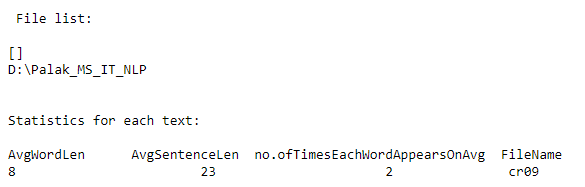 File list:
[]
D:\Palak_MS_IT_NLP
Statistics for each text:
AvgWordLen AvgSentenceLen no.ofTimesEachWordAppearsOnAvg FileName
8 23 2 cr09